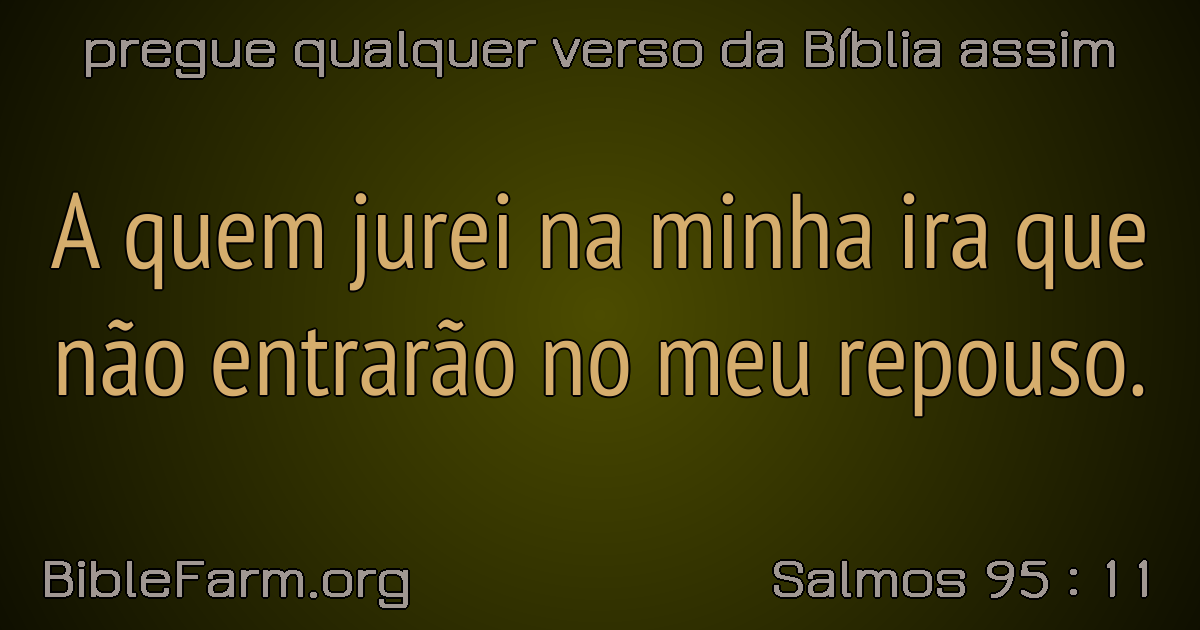 pregue qualquer verso da Bíblia assim
A quem jurei na minha ira que
não entrarão no meu repouso.
BibleFarm.org
Salmos 95 : 11